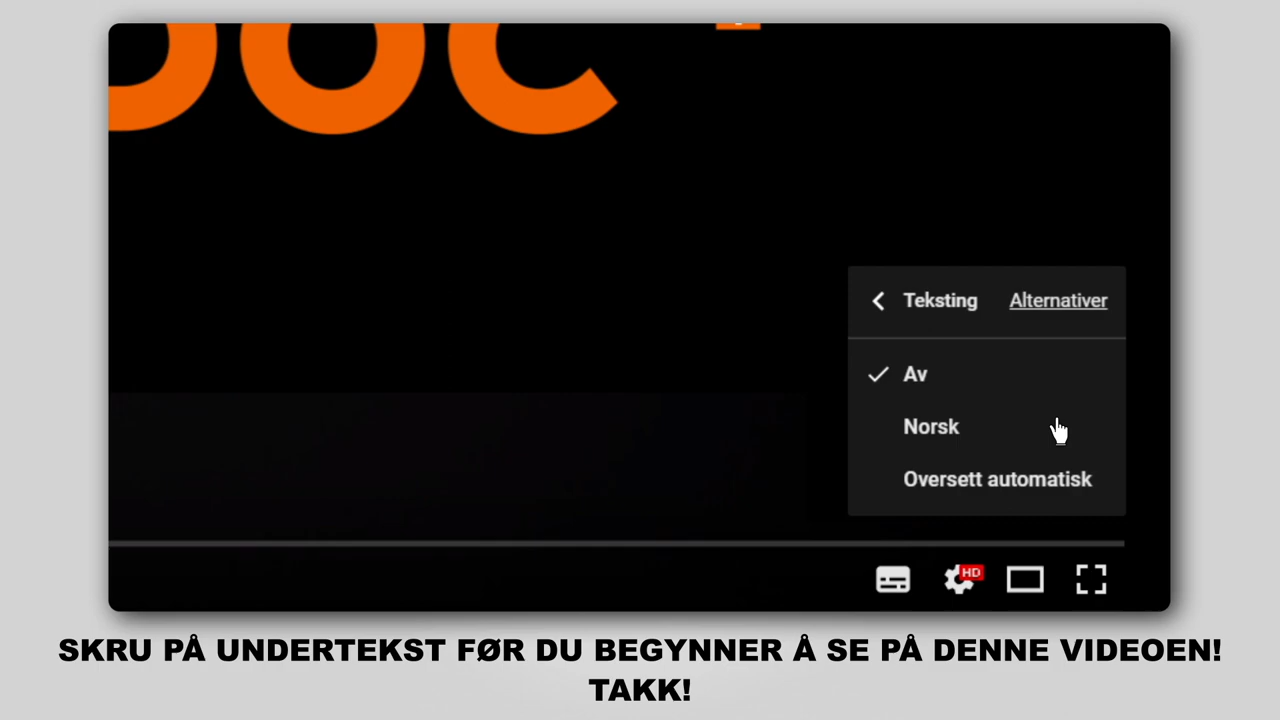 Teksting Alternativer
Av
Norsk
Oversett automatisk
HD
SKRU PÅ UNDERTEKST FØR DU BEGYNNER Å SE PÅ DENNE VIDEOEN!
TAKK!